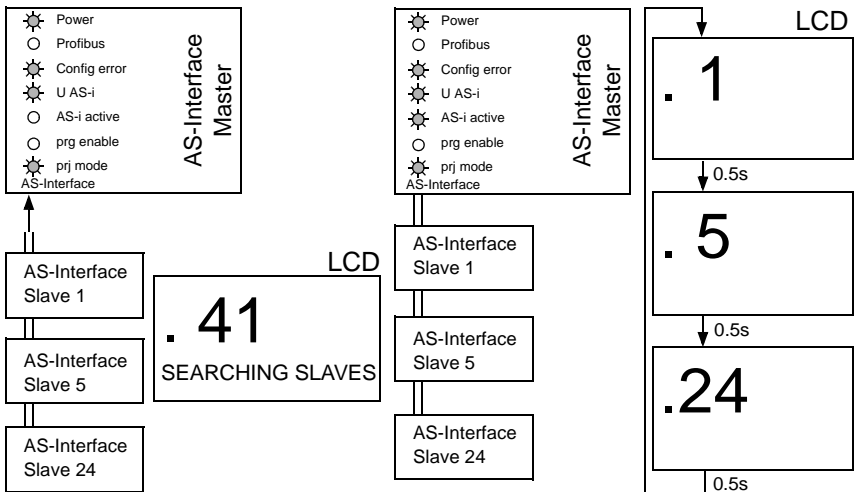 Power
Profibus
Config error
U AS-i
AS-i active
prg enable
prj mode
AS-Interface
AS-Interface
Master
AS-Interface
Slave 1
AS-Interface
Slave 5
AS-Interface
Slave 24
LCD
. 41
SEARCHING SLAVES
Power
Profibus
Config error
U AS-i
AS-i active
prg enable
prj mode
AS-Interface
AS-Interface
Master
AS-Interface
Slave 1
AS-Interface
Slave 5
AS-Interface
Slave 24
LCD
. 1
0.5s
. 5
0.5s
.24
0.5s